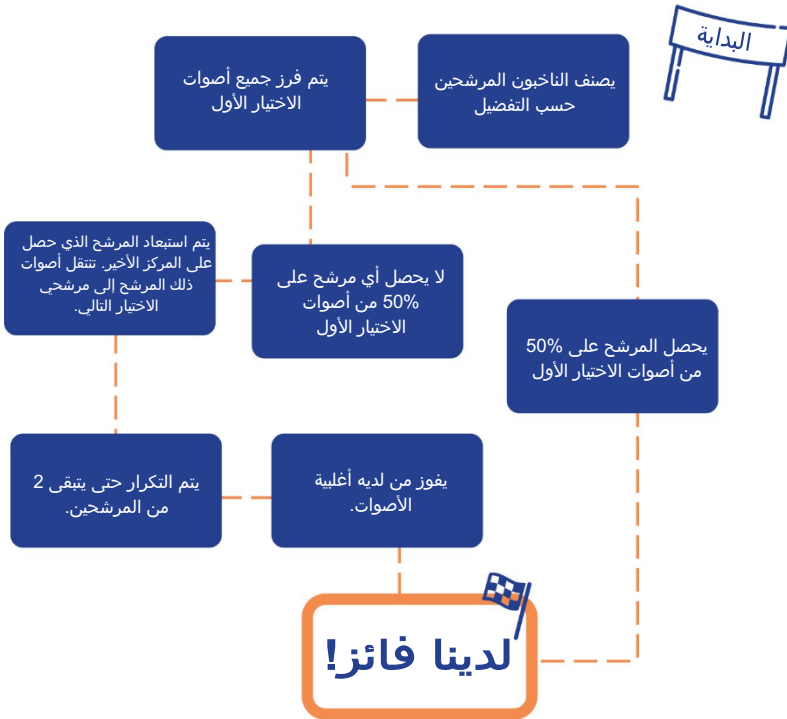 البداية
يصنف الناخبون المرشحين
حسب التفضيل
يتم فرز جميع أصوات
الاختيار الأول
لا يحصل أي مرشح على
50% من أصوات
الاختيار الأول
يتم استبعاد المرشح الذي حصل
على المركز الأخير. تنتقل أصوات
ذلك المرشح إلى مرشحي
الاختيار التالي.
يتم التكرار حتى يتبقى 2
من المرشحين.
يفوز من لديه أغلبية
الأصوات.
يحصل المرشح على 50%
من أصوات الاختيار الأول
لدينا فائز!